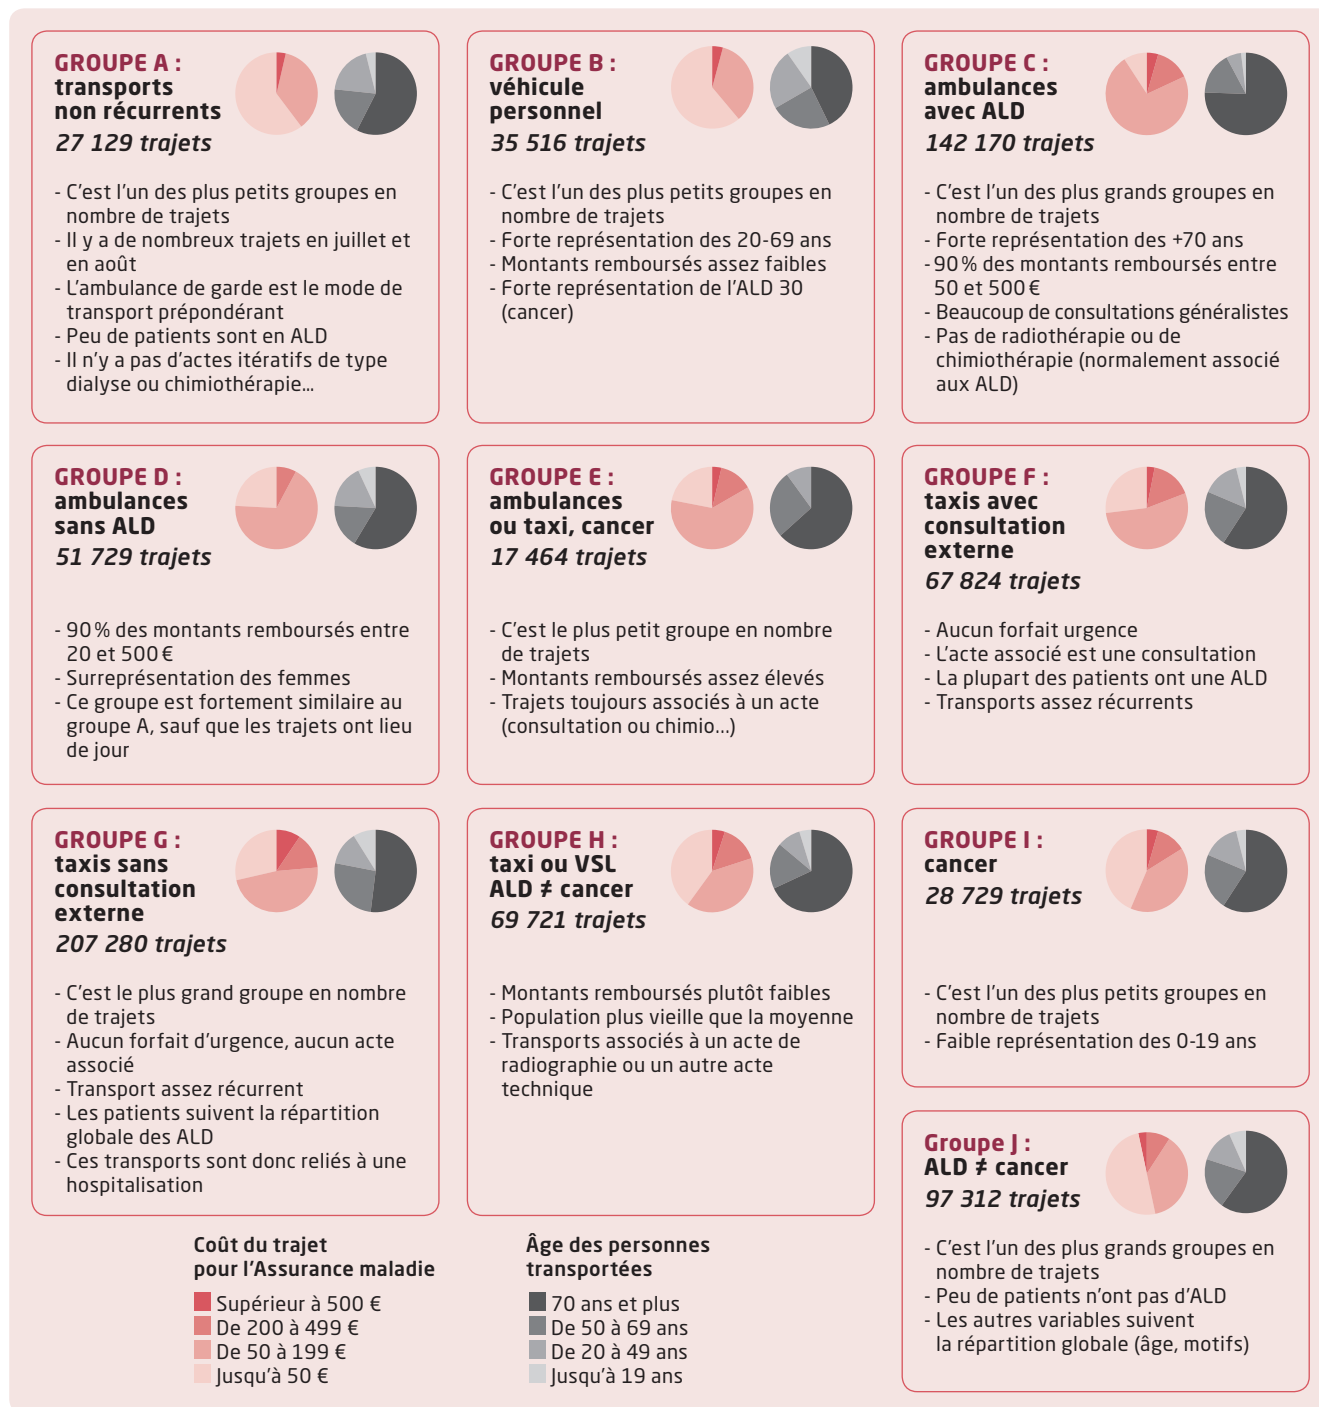 GROUPE A :
transports
non récurrents
27 129 trajets
- C'est l'un des plus petits groupes en
nombre de trajets
- Il y a de nombreux trajets en juillet et
en août
- L'ambulance de garde est le mode de
transport prépondérant
- Peu de patients sont en ALD
- Il n'y a pas d'actes itératifs de type
dialyse ou chimiothérapie...
GROUPE B :
véhicule
personnel
35 516 trajets
- C'est l'un des plus petits groupes en
nombre de trajets
- Forte représentation des 20-69 ans
- Montants remboursés assez faibles
- Forte représentation de l'ALD 30
(cancer)
GROUPE C :
ambulances
avec ALD
142 170 trajets
- C'est l'un des plus grands groupes en
nombre de trajets
- Forte représentation des +70 ans
- 90 % des montants remboursés entre
50 et 500 €
- Beaucoup de consultations généralistes
- Pas de radiothérapie ou de
chimiothérapie (normalement associé
aux ALD)
GROUPE D :
ambulances
sans ALD
51 729 trajets
- 90 % des montants remboursés entre
20 et 500 €
- Surreprésentation des femmes
- Ce groupe est fortement similaire au
groupe A, sauf que les trajets ont lieu
de jour
GROUPE E :
ambulances
ou taxi, cancer
17 464 trajets
- C'est le plus petit groupe en nombre
de trajets
- Montants remboursés assez élevés
- Trajets toujours associés à un acte
(consultation ou chimio...)
GROUPE F :
taxis avec
consultation
externe
67 824 trajets
- Aucun forfait urgence
- L'acte associé est une consultation
- La plupart des patients ont une ALD
- Transports assez récurrents
GROUPE G :
taxis sans
consultation
externe
207 280 trajets
- C'est le plus grand groupe en nombre
de trajets
- Aucun forfait d'urgence, aucun acte
associé
- Transport assez récurrent
- Les patients suivent la répartition
globale des ALD
- Ces transports sont donc reliés à une
hospitalisation
GROUPE H :
taxi ou VSL
ALD ≠ cancer
69 721 trajets
- Montants remboursés plutôt faibles
- Population plus vieille que la moyenne
- Transports associés à un acte de
radiographie ou un autre acte
technique
GROUPE I :
cancer
28 729 trajets
- C'est l'un des plus petits groupes en
nombre de trajets
- Faible représentation des 0-19 ans
Groupe J :
ALD ≠ cancer
97 312 trajets
- C'est l'un des plus grands groupes en
nombre de trajets
- Peu de patients n'ont pas d'ALD
- Les autres variables suivent
la répartition globale (âge, motifs)
Coût du trajet
pour l'Assurance maladie
Supérieur à 500 €
De 200 à 499 €
De 50 à 199 €
Jusqu'à 50 €
Âge des personnes
transportées
70 ans et plus
De 50 à 69 ans
De 20 à 49 ans
Jusqu'à 19 ans